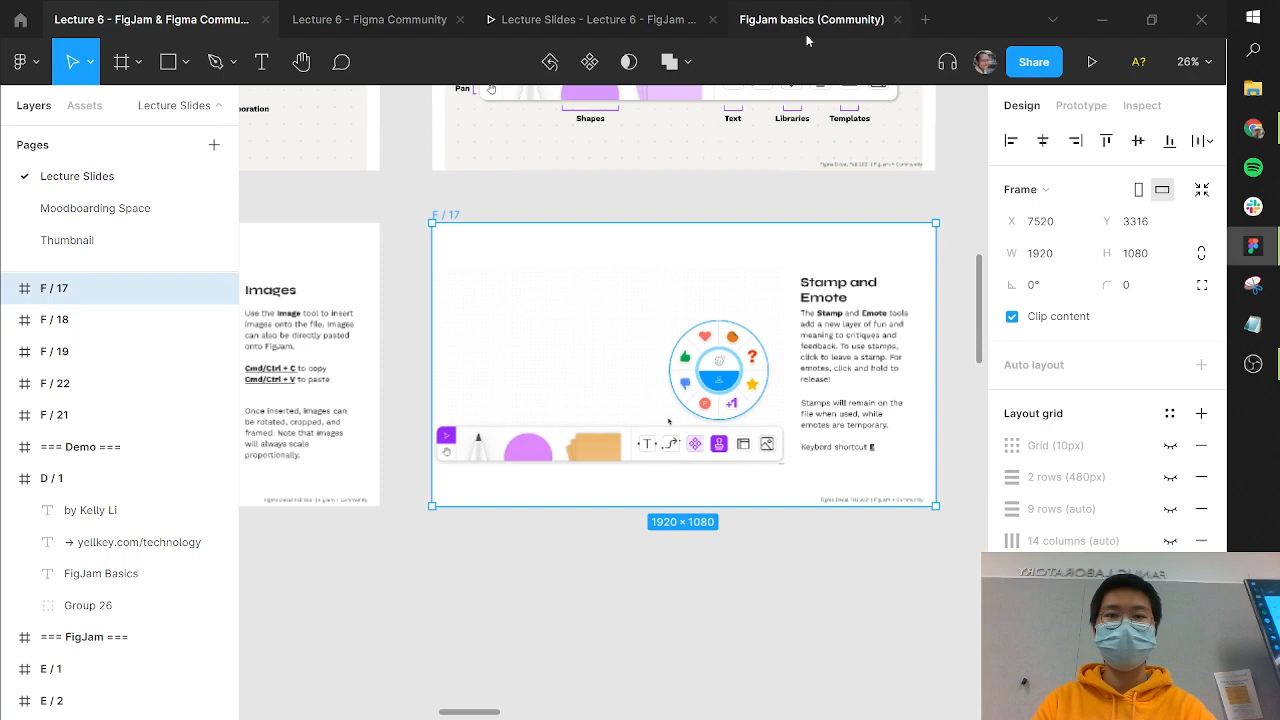 Lecture 6 - FigJam & Commu...
Lecture 6 - Figma Community
Lecture Slides - Lecture 6 - FigJam ...
FigJam basics (Community)
Share
A?
26%
Layers
Assets
Lecture Slides
Pages
Lecture Slides
Moodboarding Space
Thumbnail
F / 17
F / 18
F / 19
F / 22
F / 21
=== Demo ===
D / 1
by Kelly Li
→ yellkey.com/technology
FigJam Basics
Group 26
=== FigJam ===
E / 1
E / 2
oration
Pan
Shapes
Text
Libraries
Templates
Images
Use the Image tool to insert
images onto the file. Images
can also be directly pasted
onto FigJam.
Cmd/Ctrl + C to copy
Cmd/Ctrl + V to paste
Once inserted, images can
be rotated, cropped, and
framed. Note that images
will always scale
proportionally.
F / 17
T
+1
Stamp and
Emote
The Stamp and Emote tools
add a new layer of fun and
meaning to critiques and
feedback. To use stamps,
click to leave a stamp. For
emotes, click and hold to
release!
Stamps will remain on the
file when used, while
emotes are temporary.
Keybord shortcut E
1920 × 1080
Design
Prototype
Inspect
Frame
X 7520 Y 3316
W 1920 H 1080
0° 0
Clip content
Auto layout
Layout grid
Grid (10px)
2 rows (480px)
9 rows (auto)
14 columns (auto)